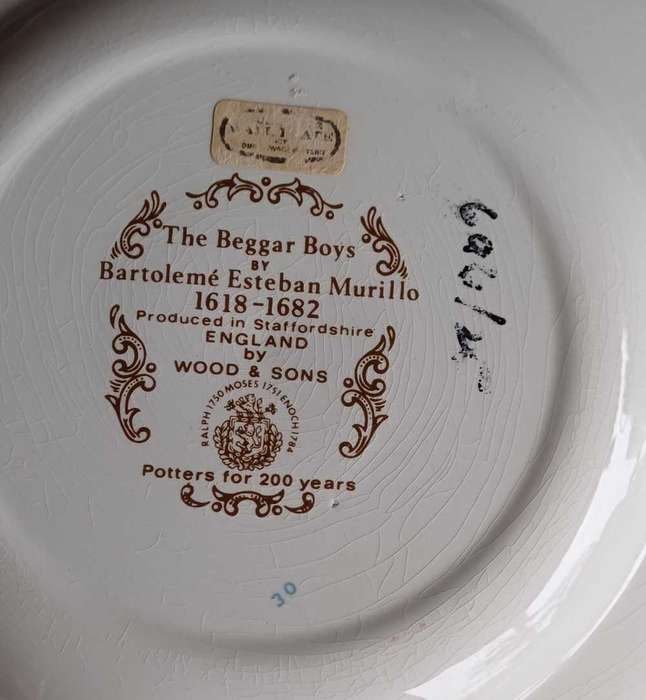 The Beggar Boys
BY
Bartolemé Esteban Murillo
1618-1682
Produced in Staffordshire
ENGLAND
by
WOOD & SONS
RALPH 1750 MOSES 1751 ENOCH 1784
Potters for 200 years
30